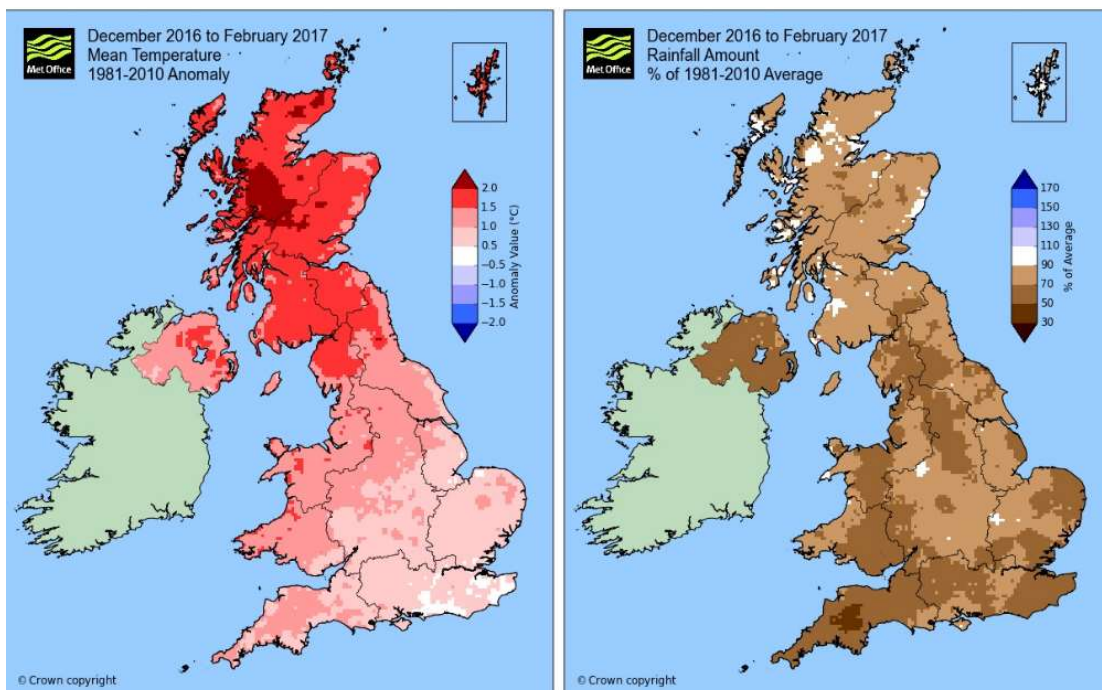 December 2016 to February 2017
Mean Temperature
1981-2010 Anomaly
Met Office
2.0
1.5
1.0
0.5
−0.5
−1.0
−1.5
−2.0
Anomaly Value (°C)
© Crown copyright
December 2016 to February 2017
Rainfall Amount
% of 1981-2010 Average
Met Office
170
150
130
110
90
70
50
30
% of Average
© Crown copyright